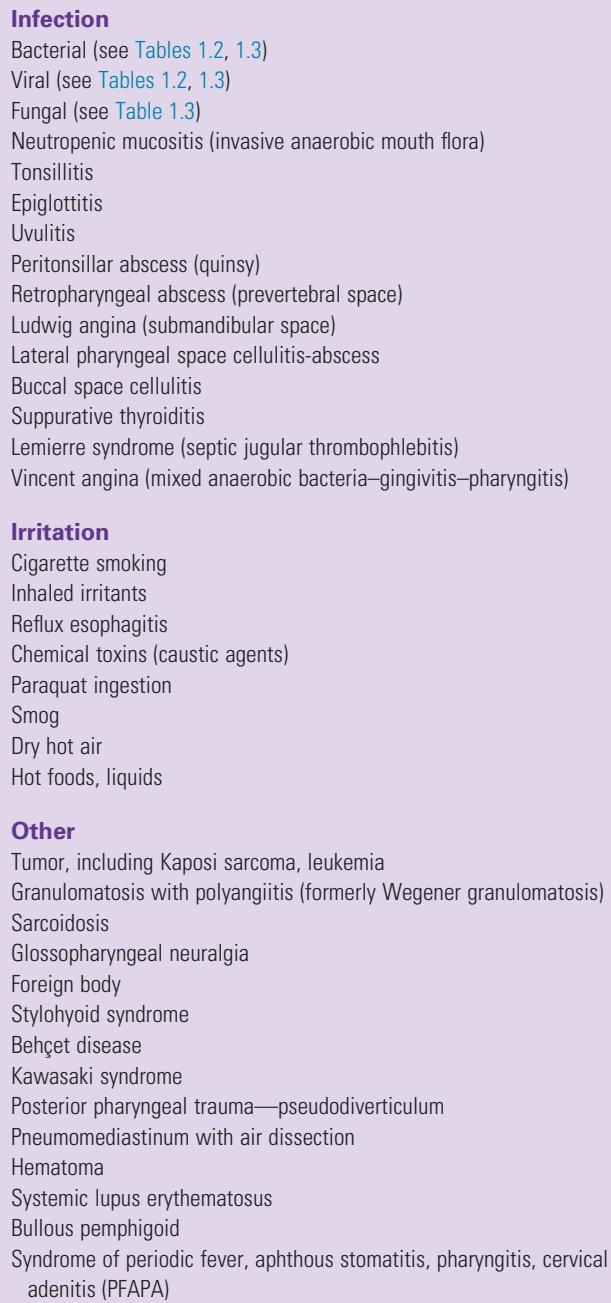 Infection
Bacterial (see Tables 1.2, 1.3)
Viral (see Tables 1.2, 1.3)
Fungal (see Table 1.3)
Neutropenic mucositis (invasive anaerobic mouth flora)
Tonsillitis
Epiglottitis
Uvulitis
Peritonsillar abscess (quinsy)
Retropharyngeal abscess (prevertebral space)
Ludwig angina (submandibular space)
Lateral pharyngeal space cellulitis-abscess
Buccal space cellulitis
Suppurative thyroiditis
Lemierre syndrome (septic jugular thrombophlebitis)
Vincent angina (mixed anaerobic bacteria–gingivitis–pharyngitis)
Irritation
Cigarette smoking
Inhaled irritants
Reflux esophagitis
Chemical toxins (caustic agents)
Paraquat ingestion
Smog
Dry hot air
Hot foods, liquids
Other
Tumor, including Kaposi sarcoma, leukemia
Granulomatosis with polyangiitis (formerly Wegener granulomatosis)
Sarcoidosis
Glossopharyngeal neuralgia
Foreign body
Stylohyoid syndrome
Behçet disease
Kawasaki syndrome
Posterior pharyngeal trauma—pseudodiverticulum
Pneumomediastinum with air dissection
Hematoma
Systemic lupus erythematosus
Bullous pemphigoid
Syndrome of periodic fever, aphthous stomatitis, pharyngitis, cervical
adenitis (PFAPA)